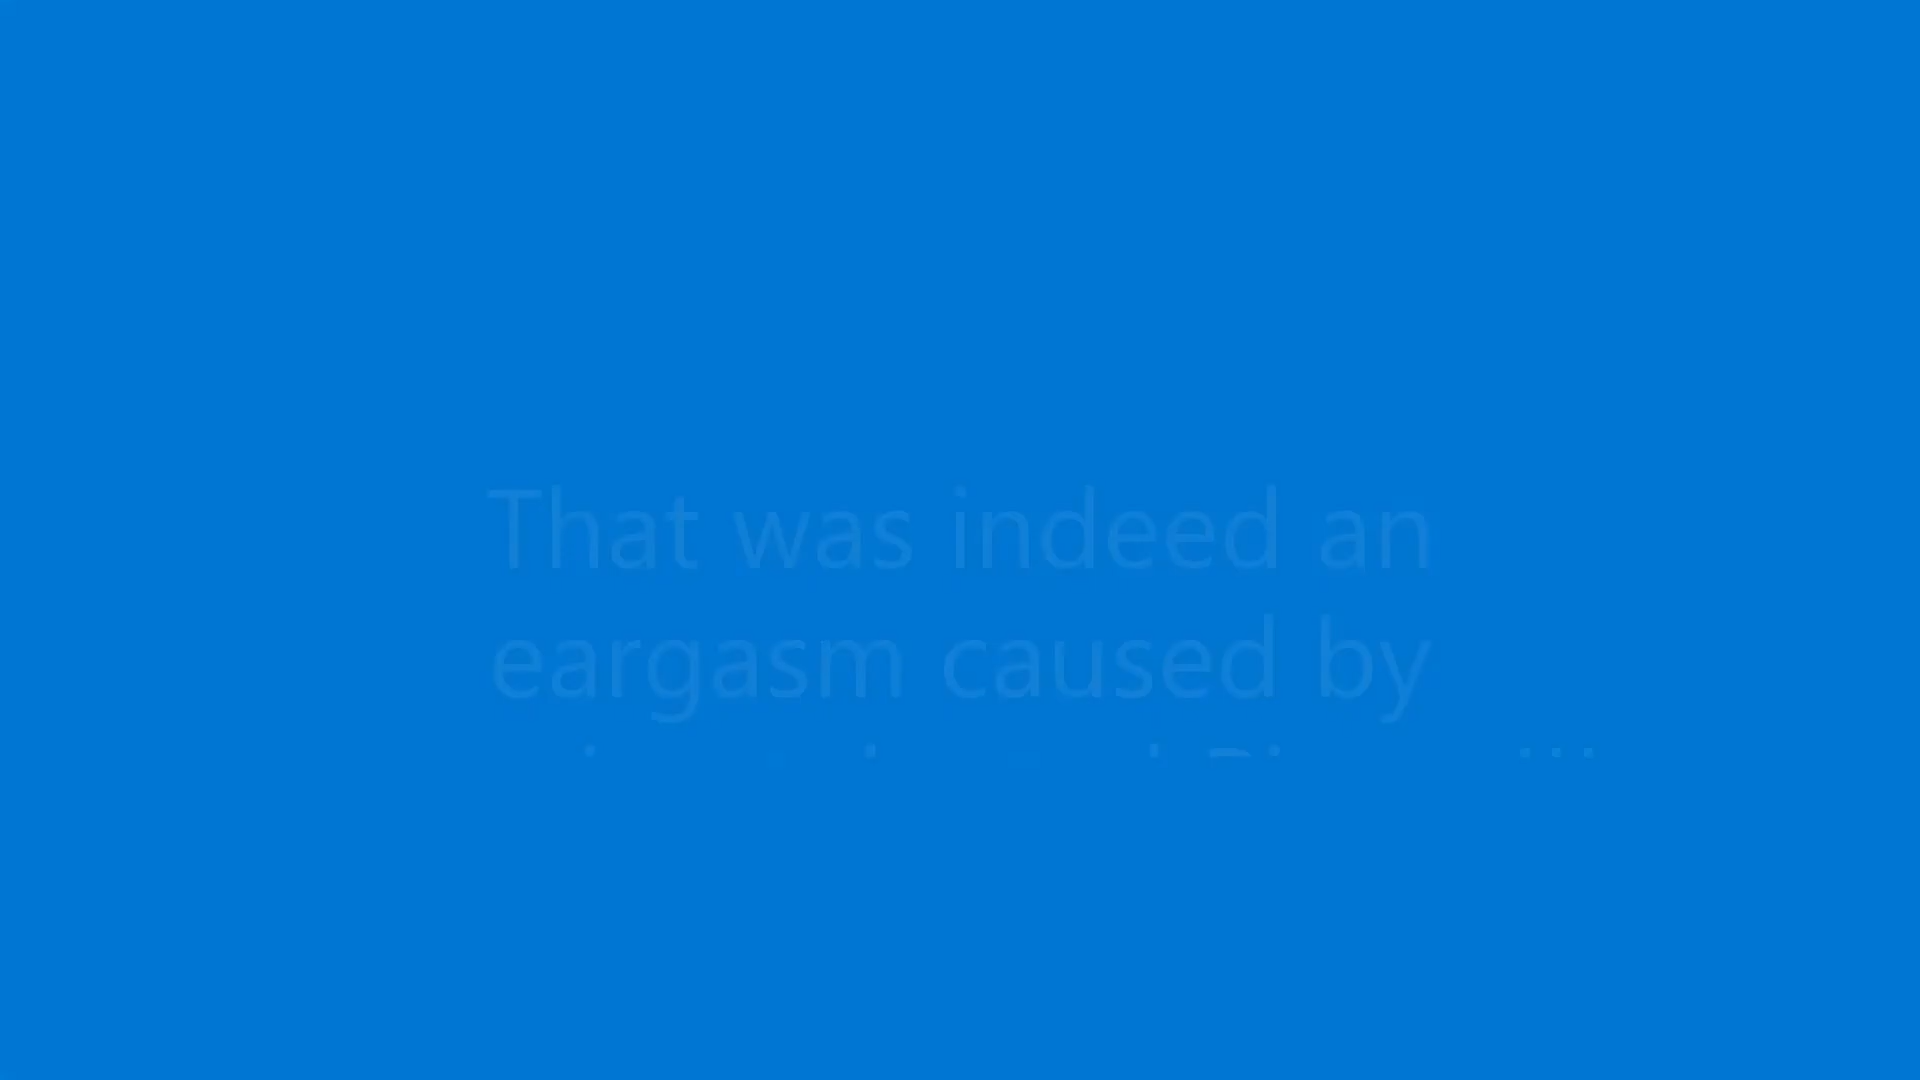 That was indeed an
eargasm caused by